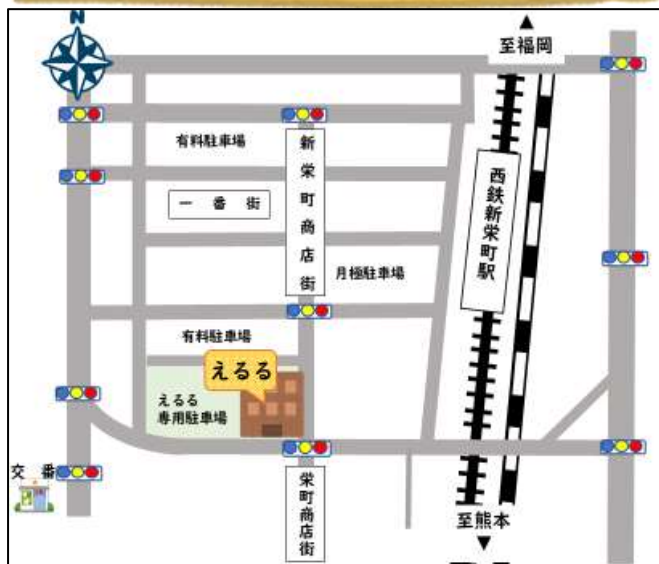 N
▲
至福岡
有料駐車場
新栄町商店街
一 番 街
西鉄新栄町駅
月極駐車場
有料駐車場
えるる
えるる
専用駐車場
交 番
栄町商店街
至熊本
▼